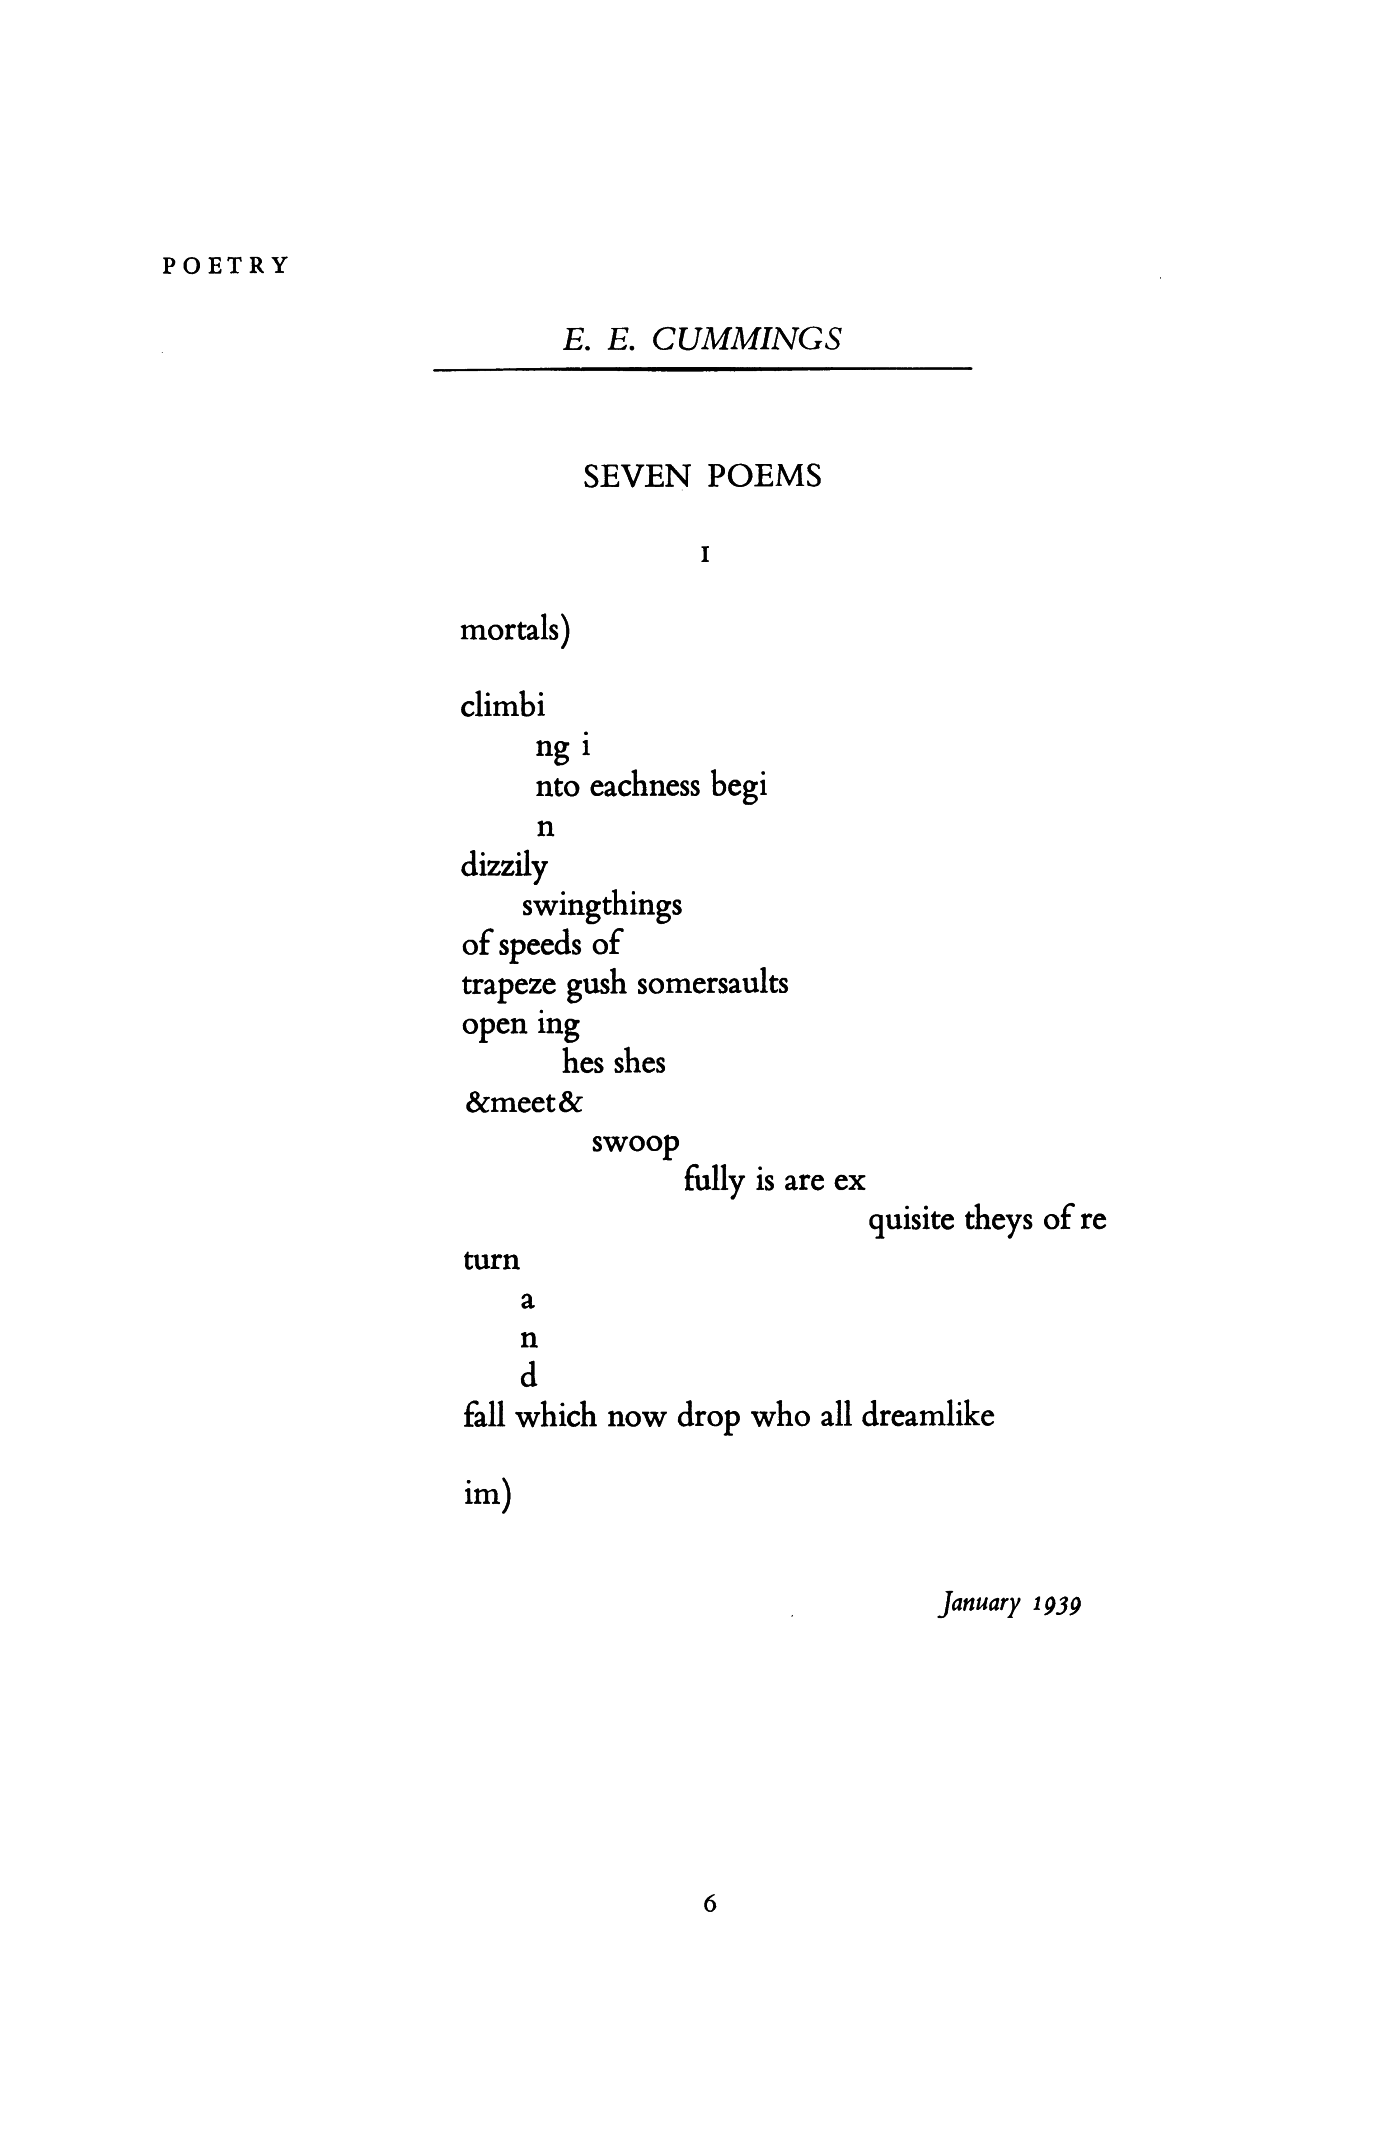 POETRY
E. E. CUMMINGS
SEVEN POEMS
I
mortals)
climbi
ng i
nto eachness begi
n
dizzily
swingthings
of speeds of
trapeze gush somersaults
open ing
hes shes
&meet&
swoop
fully is are ex
quisite theys of re
turn
a
n
d
fall which now drop who all dreamlike
im)
January 1939
6